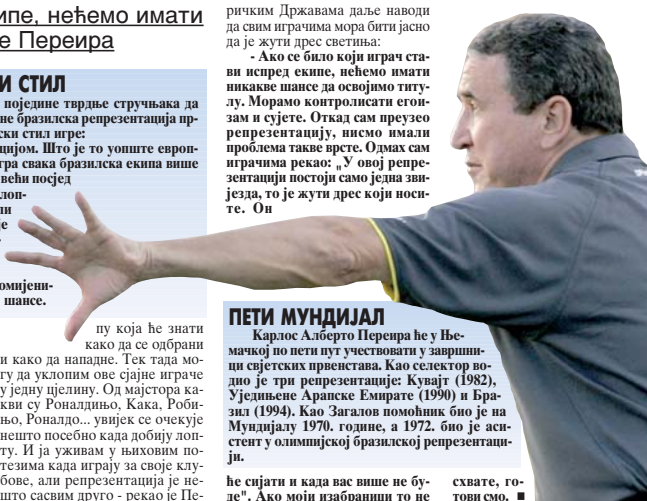 ипе, нећемо имати
е Переира
И СТИЛ
поједине тврдње стручњака да
не бразилска репрезентација пр-
ски стил игре:
цијом. Што је то уопште европ-
гра свака бразилска екипа више
већи посјед
лоп-
ли
је
омијени-
шансе.
пу која ће знати
како да се одбрани
и како да нападне. Тек тада мо-
гу да уклопим ове сјајне играче
у једну цјелину. Од мајстора ка-
кви су Роналдињо, Кака, Роби-
њо, Роналдо... увијек се очекује
нешто посебно када добију лоп-
ту. И ја уживам у њиховим по-
тезима када играју за своје клу-
бове, али репрезентација је не-
што сасвим друго - рекао је Пе-
ричким Државама даље наводи
да свим играчима мора бити јасно
да је жути дрес светиња:
- Ако се било који играч ста-
ви испред екипе, нећемо имати
никакве шансе да освојимо титу-
лу. Морамо контролисати егои-
зам и сујете. Откад сам преузео
репрезентацију, нисмо имали
проблема такве врсте. Одмах сам
играчима рекао: „У овој репре-
зентацији постоји само једна зви-
језда, то је жути дрес који носи-
те. Он
ПЕТИ МУНДИЈАЛ
Карлос Алберто Переира ће у Ње-
мачкој по пети пут учествовати у заврши-
ци свјетских првенстава. Као селектор во-
дио је три репрезентације: Кувајт (1982),
Уједињене Арапске Емирате (1990) и Бра-
зил (1994). Као Загалов помоћник био је на
Мундијалу 1970. године, а 1972. био је аси-
стент у олимпијској бразилској репрезентаци-
ји.
ће сијати и када вас више не бу-
де". Ако моји изабраници то не
схвате, го-
тови смо. ■